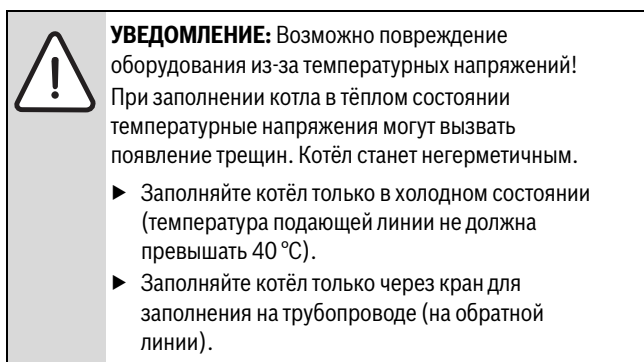 УВЕДОМЛЕНИЕ: Возможно повреждение
оборудования из-за температурных напряжений!
При заполнении котла в тёплом состоянии
температурные напряжения могут вызвать
появление трещин. Котёл станет негерметичным.
▶ Заполняйте котёл только в холодном состоянии
(температура подающей линии не должна
превышать 40 °C).
▶ Заполняйте котёл только через кран для
заполнения на трубопроводе (на обратной
линии).